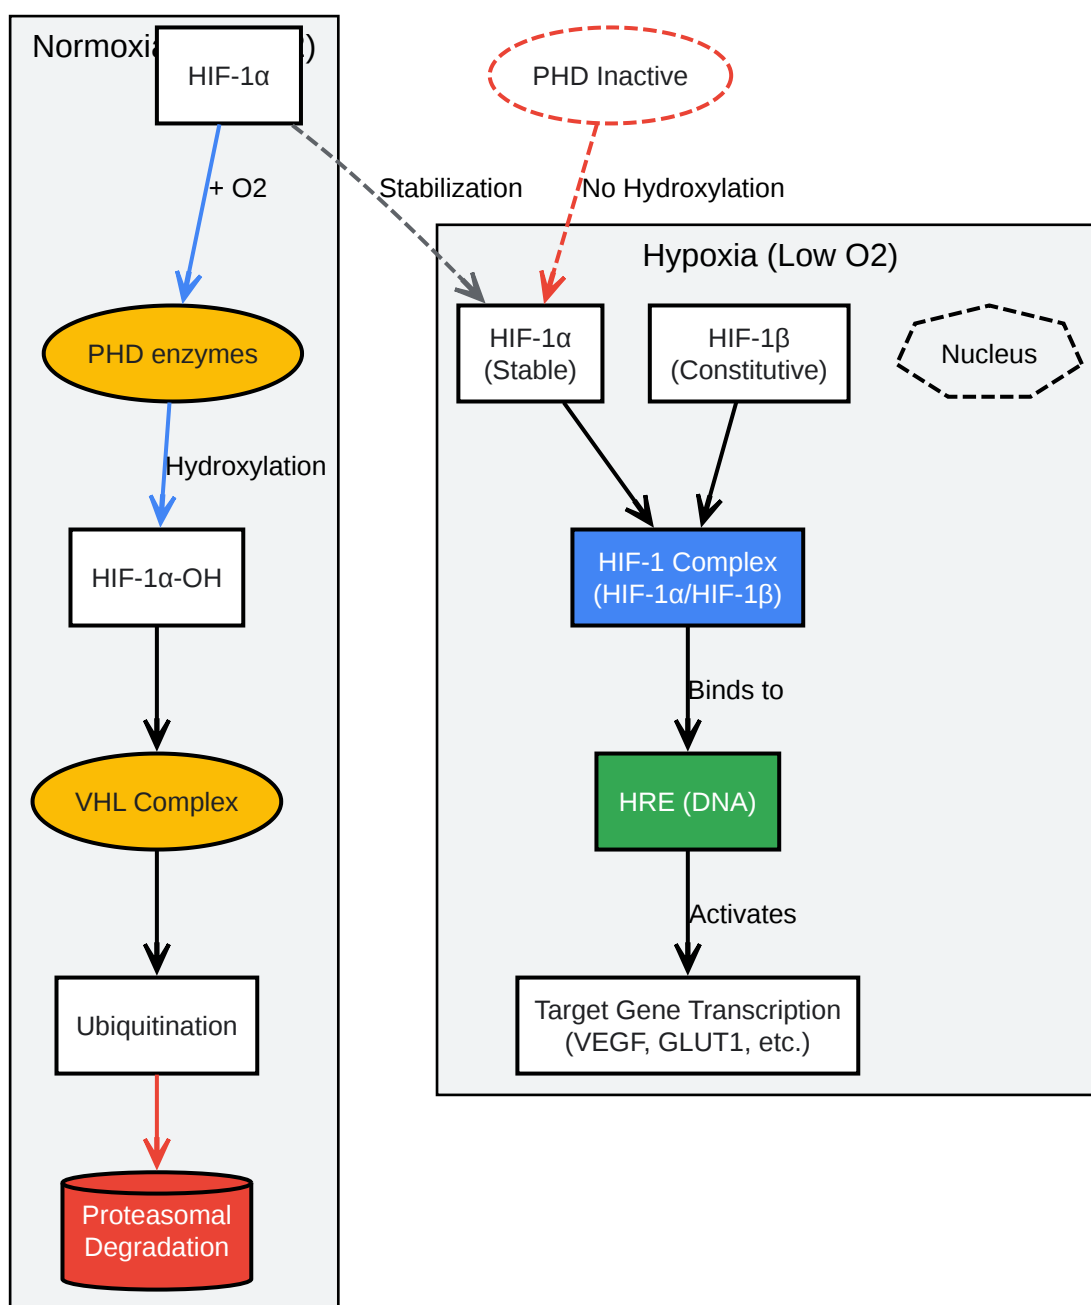 Normoxia
HIF-1α
PHD Inactive
+ O2
Stabilization
No Hydroxylation
Hypoxia (Low O2)
PHD enzymes
HIF-1α
(Stable)
HIF-1β
(Constitutive)
Nucleus
Hydroxylation
HIF-1α-OH
HIF-1 Complex
(HIF-1α/HIF-1β)
Binds to
VHL Complex
HRE (DNA)
Activates
Ubiquitination
Target Gene Transcription
(VEGF, GLUT1, etc.)
Proteasomal
Degradation